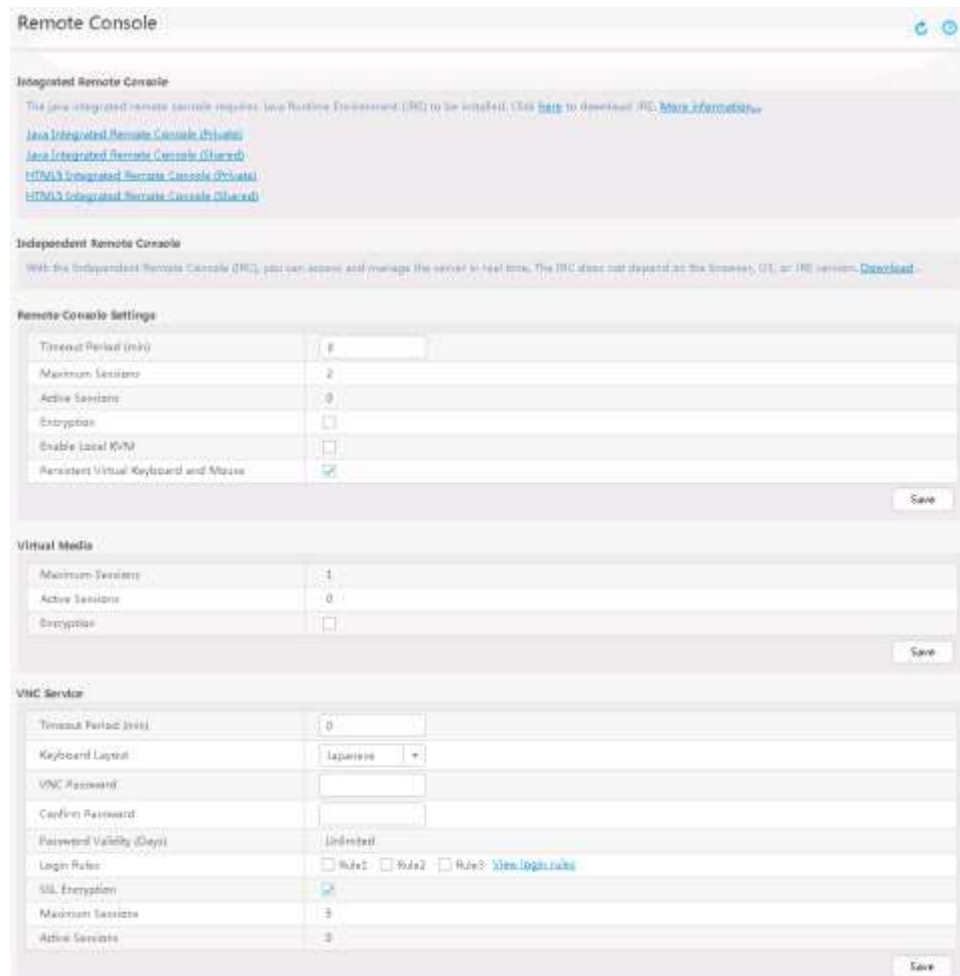 Remote Console
Integrated Remote Console
The Java integrated remote console requires Java Runtime Environment (JRE) to be installed. Click here to download JRE. More information...
Java Integrated Remote Console (Private)
Java Integrated Remote Console (Shared)
HTML5 Integrated Remote Console (Private)
HTML5 Integrated Remote Console (Shared)
Independent Remote Console
With the Independent Remote Console (IRC), you can access and manage the server in real time. The IRC does not depend on the browser, OS, or JRE version. Download
Remote Console Settings
Timeout Period (min)
Maximum Sessions 2
Active Sessions 0
Encryption
Enable Local KVM
Persistent Virtual Keyboard and Mouse
Save
Virtual Media
Maximum Sessions 1
Active Sessions 0
Encryption
Save
VNC Service
Timeout Period (min) 0
Keyboard Layout Japanese
VNC Password
Confirm Password
Password Validity (Days) Unlimited
Login Rules Rule1 Rule2 Rule3 View login rules
SSL Encryption
Maximum Sessions
Active Sessions 0
Save